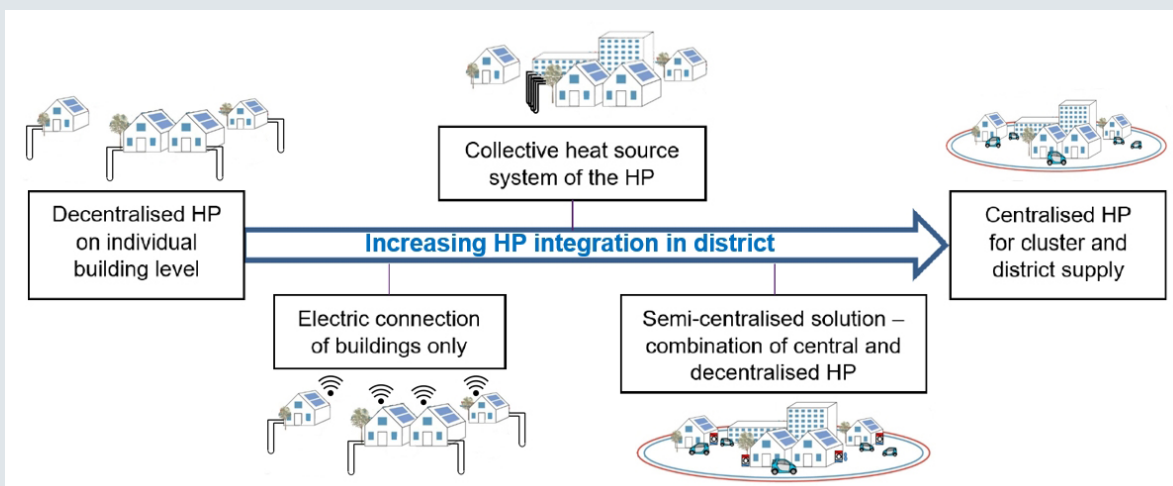 Collective heat source
system of the HP
Decentralised HP
on individual
building level
Increasing HP integration in district
Centralised HP
for cluster and
district supply
Electric connection
of buildings only
Semi-centralised solution –
combination of central and
decentralised HP